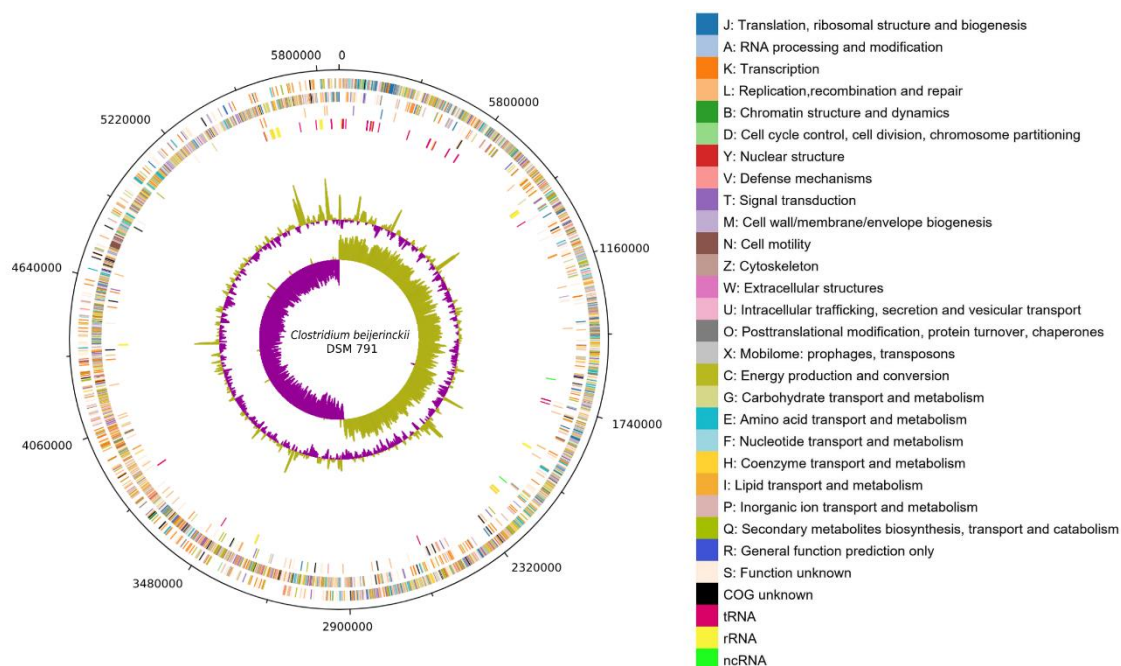 5800000 0
5800000
1160000
1740000
2320000
2900000
3480000
4060000
4640000
5220000
Clostridium beijerinckii
DSM 791
J: Translation, ribosomal structure and biogenesis
A: RNA processing and modification
K: Transcription
L: Replication,recombination and repair
B: Chromatin structure and dynamics
D: Cell cycle control, cell division, chromosome partitioning
Y: Nuclear structure
V: Defense mechanisms
T: Signal transduction
M: Cell wall/membrane/envelope biogenesis
N: Cell motility
Z: Cytoskeleton
W: Extracellular structures
U: Intracellular trafficking, secretion and vesicular transport
O: Posttranslational modification, protein turnover, chaperones
X: Mobilome: prophages, transposons
C: Energy production and conversion
G: Carbohydrate transport and metabolism
E: Amino acid transport and metabolism
F: Nucleotide transport and metabolism
H: Coenzyme transport and metabolism
I: Lipid transport and metabolism
P: Inorganic ion transport and metabolism
Q: Secondary metabolites biosynthesis, transport and catabolism
R: General function prediction only
S: Function unknown
COG unknown
tRNA
rRNA
ncRNA